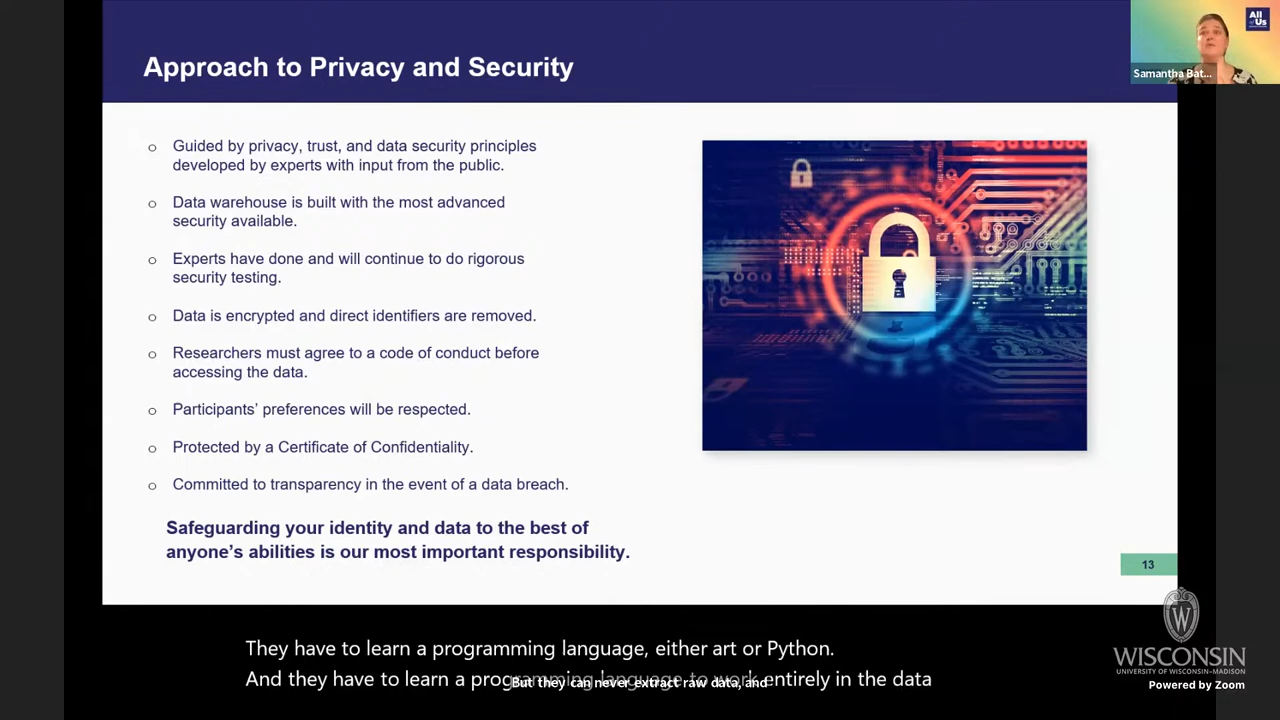 Approach to Privacy and Security
All
of Us
Samantha Bat...
o Guided by privacy, trust, and data security principles
developed by experts with input from the public.
o Data warehouse is built with the most advanced
security available.
o Experts have done and will continue to do rigorous
security testing.
o Data is encrypted and direct identifiers are removed.
o Researchers must agree to a code of conduct before
accessing the data.
o Participants’ preferences will be respected.
o Protected by a Certificate of Confidentiality.
o Committed to transparency in the event of a data breach.
Safeguarding your identity and data to the best of
anyone’s abilities is our most important responsibility.
13
They have to learn a programming language, either art or Python.
And they have to learn a programming language to work entirely in the data
But they can never extract raw data, and
W
WISCONSIN
UNIVERSITY OF WISCONSIN–MADISON
Powered by Zoom